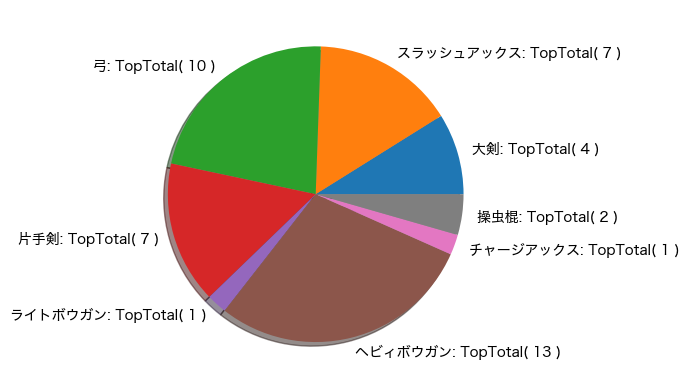 スラッシュアックス: TopTotal( 7 )
弓: TopTotal( 10 )
大剣: TopTotal( 4 )
操虫棍: TopTotal( 2 )
片手剣: TopTotal( 7 )
チャージアックス: TopTotal( 1 )
ライトボウガン: TopTotal( 1 )
ヘビィボウガン: TopTotal( 13 )